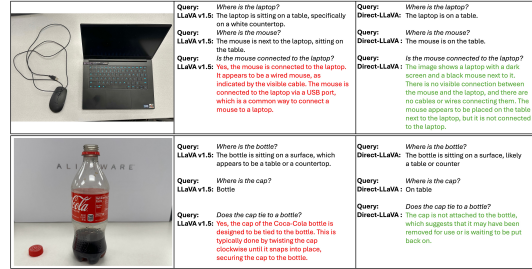 Query: Where is the laptop?
LLaVA v1.5: The laptop is sitting on a table, specifically
on a white countertop.
Query: Where is the mouse?
LLaVA v1.5: The mouse is next to the laptop, sitting on
the table.
Query: Is the mouse connected to the laptop?
LLaVA v1.5: Yes, the mouse is connected to the laptop.
It appears to be a wired mouse, as
indicated by the visible cable. The mouse is
connected to the laptop via a USB port,
which is a common way to connect a
mouse to a laptop.
Query: Where is the laptop?
Direct-LLaVA: The laptop is on a table.
Query: Where is the mouse?
Direct-LLaVA : The mouse is on the table.
Query: Is the mouse connected to the laptop?
Direct-LLaVA : The image shows a laptop with a dark
screen and a black mouse next to it.
There is no visible connection between
the mouse and the laptop, and there are
no cables or wires connecting them. The
mouse appears to be placed on the table
next to the laptop, but it is not connected
to the laptop.
ALIENWARE
Coca-Cola
Query: Where is the bottle?
LLaVA v1.5: The bottle is sitting on a surface, which
appears to be a table or a countertop.
Query: Where is the cap?
LLaVA v1.5: Bottle
Query: Does the cap tie to a bottle?
LLaVA v1.5: Yes, the cap of the Coca-Cola bottle is
designed to be tied to the bottle. This is
typically done by twisting the cap
clockwise until it snaps into place,
securing the cap to the bottle.
Query: Where is the bottle?
Direct-LLaVA: The bottle is sitting on a surface, likely
a table or counter
Query: Where is the cap?
Direct-LLaVA : On table
Query: Does the cap tie to a bottle?
Direct-LLaVA : The cap is not attached to the bottle,
which suggests that it may have been
removed for use or is waiting to be put
back on.